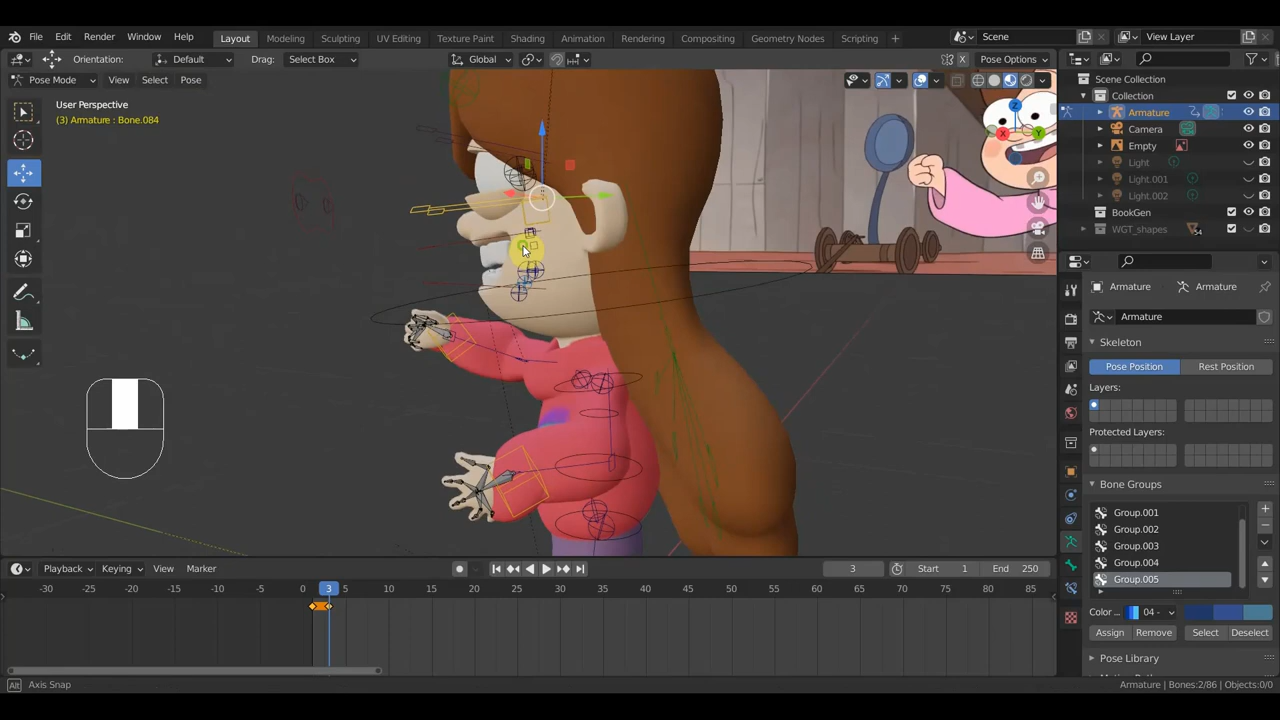 File Edit Render Window Help Layout Modeling Sculpting UV Editing Texture Paint Shading Animation Rendering Compositing Geometry Nodes Scripting + Scene View Layer
Orientation: Default Drag: Select Box Global X Pose Options
Pose Mode View Select Pose
User Perspective
(3) Armature : Bone.084
Z
X Y
Scene Collection
Collection
Armature
Camera
Empty
Light
Light.001
Light.002
BookGen
WGT_shapes
Armature Armature
Armature
Skeleton
Pose Position Rest Position
Layers:
Protected Layers:
Bone Groups
Group.001
Group.002
Group.003
Group.004
Group.005
Color ... 04 -
Assign Remove Select Deselect
Pose Library
Playback Keying View Marker 3 Start 1 End 250
-30 -25 -20 -15 -10 -5 0 3 5 10 15 20 25 30 35 40 45 50 55 60 65 70 75 80 85
Alt Axis Snap Armature | Bones:2/86 | Objects:0/0